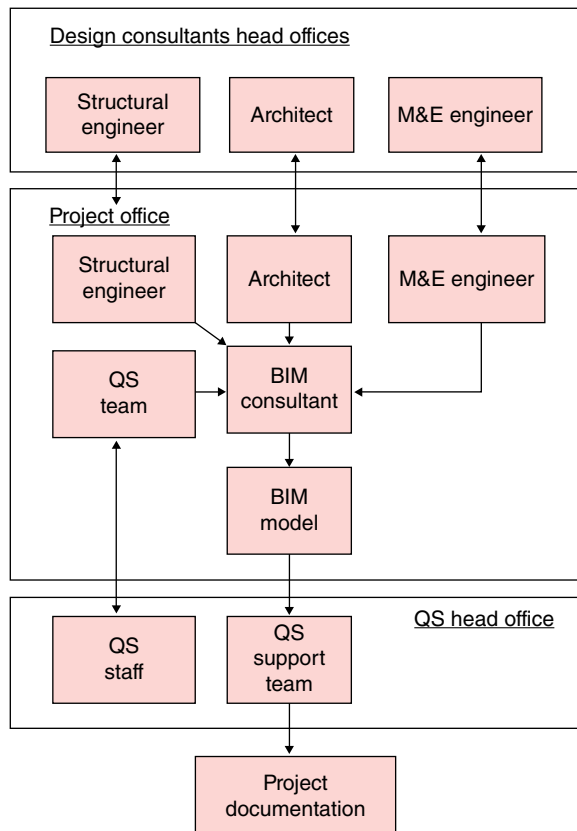 Design consultants head offices
Structural
engineer
Architect
M&E engineer
Project office
Structural
engineer
Architect
M&E engineer
QS
team
BIM
consultant
BIM
model
QS head office
QS
staff
QS
support
team
Project
documentation